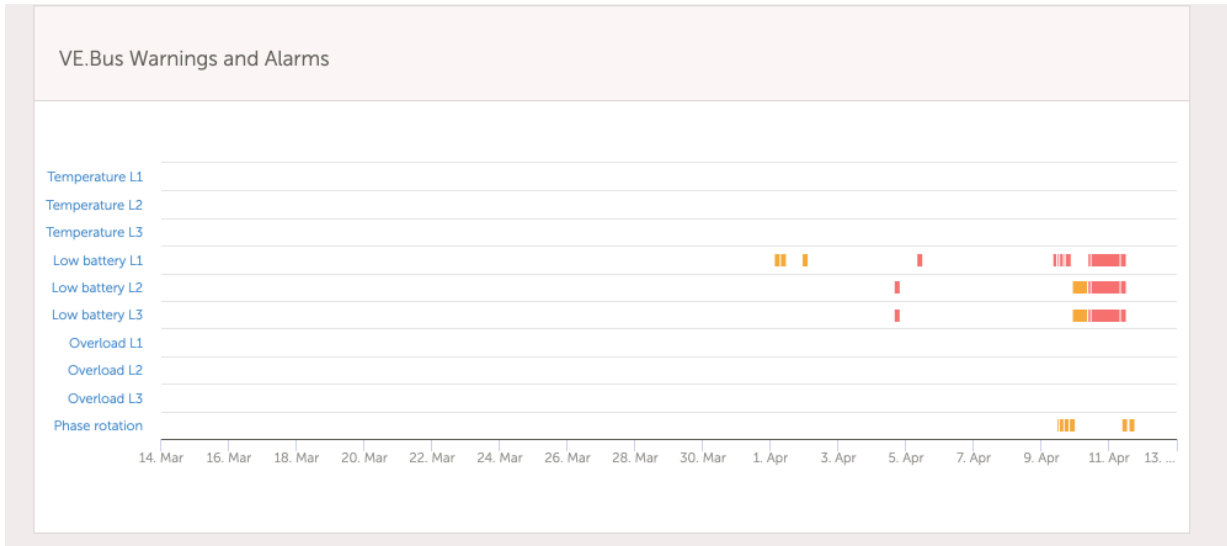 VE.Bus Warnings and Alarms
Temperature L1
Temperature L2
Temperature L3
Low battery L1
Low battery L2
Low battery L3
Overload L1
Overload L2
Overload L3
Phase rotation
14. Mar 16. Mar 18. Mar 20. Mar 22. Mar 24. Mar 26. Mar 28. Mar 30. Mar 1. Apr 3. Apr 5. Apr 7. Apr 9. Apr 11. Apr 13. ...